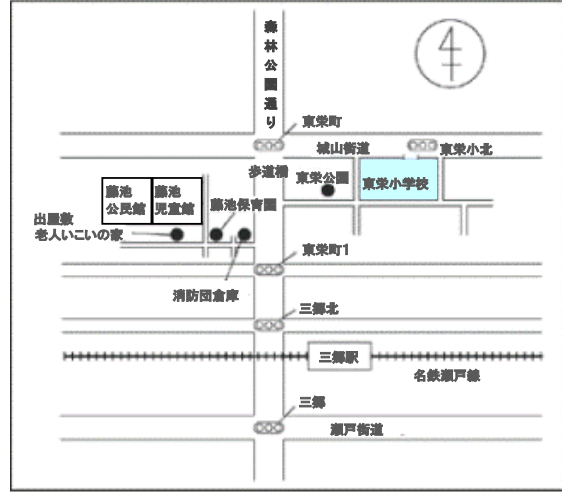 森林公園通り
東栄町
城山街道
東栄小北
歩道橋
東栄公園
東栄小学校
藤池
公民館
藤池
児童館
藤池保育園
出屋敷
老人いこいの家
消防団倉庫
東栄町1
三郷北
三郷駅
名鉄瀬戸線
三郷
瀬戸街道